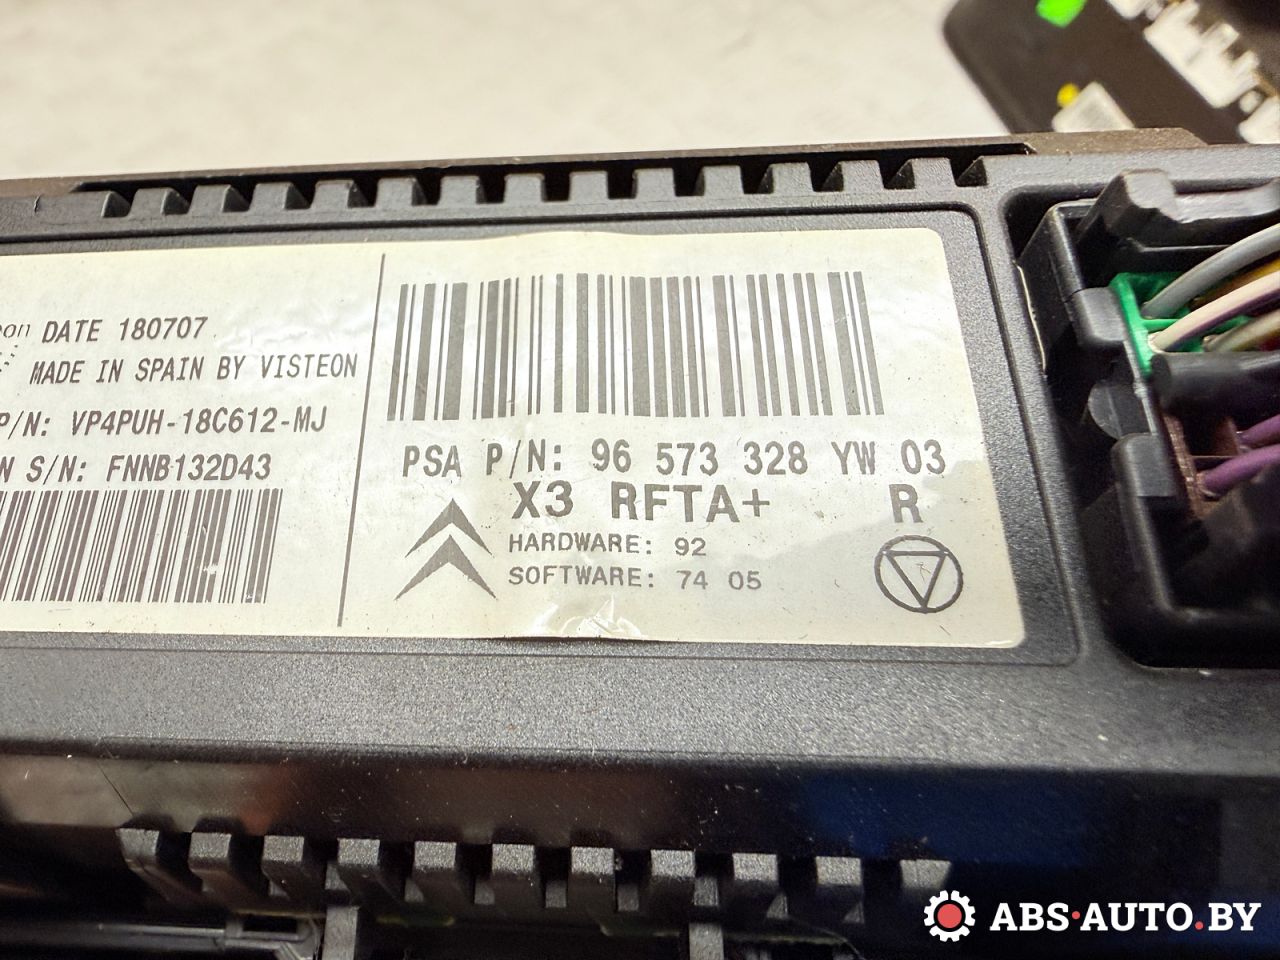 DATE 180707
MADE IN SPAIN BY VISTEON
P/N: VP4PUH-18C612-MJ
N S/N: FNNB132D43
PSA P/N: 96 573 328 YW 03
X3 RFTA+ R
HARDWARE: 92
SOFTWARE: 74 05
ABS·AUTO.BY